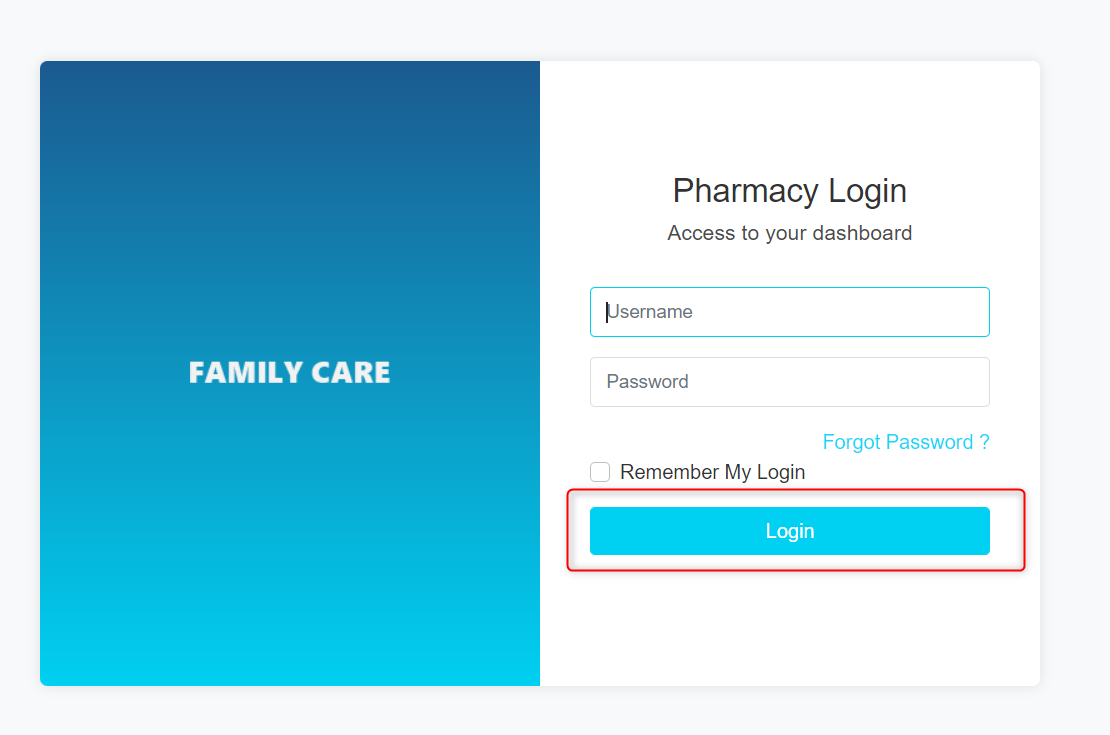 FAMILY CARE
Pharmacy Login
Access to your dashboard
Username
Password
Forgot Password ?
Remember My Login
Login